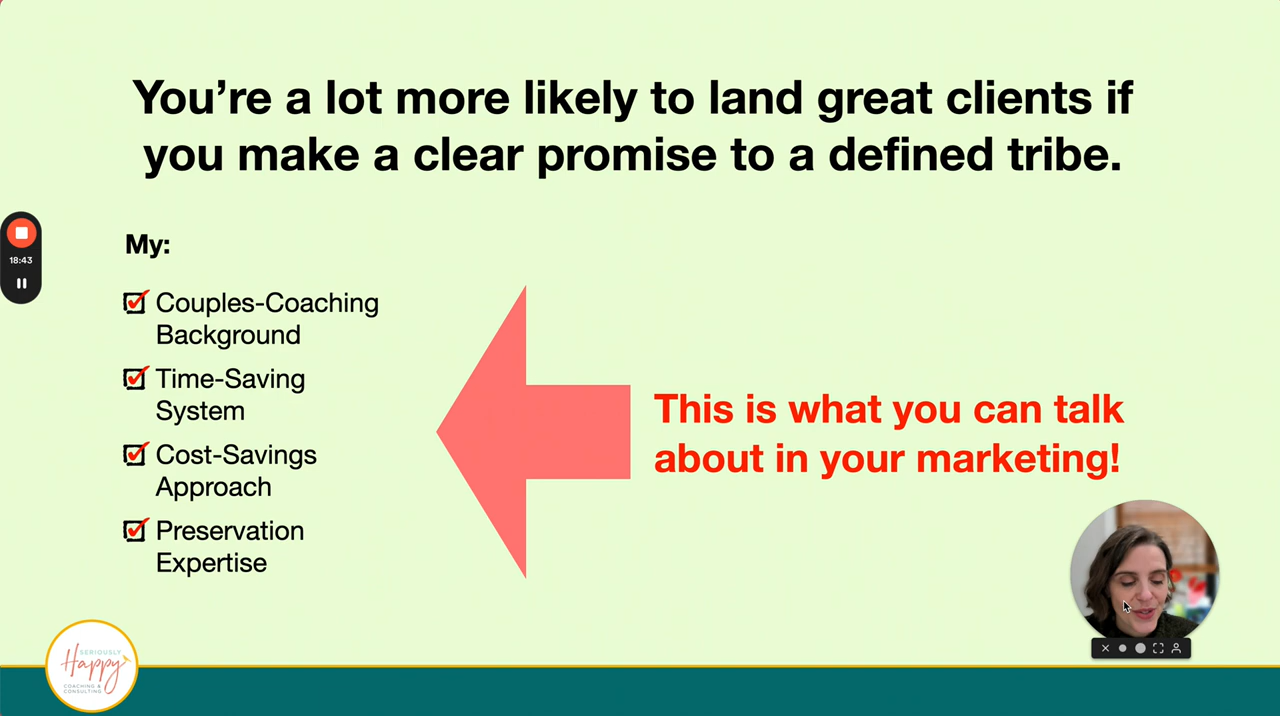 You're a lot more likely to land great clients if
you make a clear promise to a defined tribe.
My:
Couples-Coaching
Background
Time-Saving
System
Cost-Savings
Approach
Preservation
Expertise
This is what you can talk
about in your marketing!
18:43
SERIOUSLY
Happy
COACHING &
CONSULTING